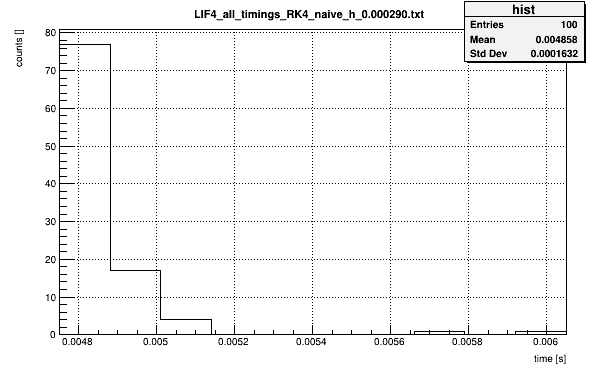 LIF4_all_timings_RK4_naive_h_0.000290.txt
hist
Entries 100
Mean 0.004858
Std Dev 0.0001632
counts []
80
70
60
50
40
30
20
10
0
0.0048 0.005 0.0052 0.0054 0.0056 0.0058 0.006
time [s]